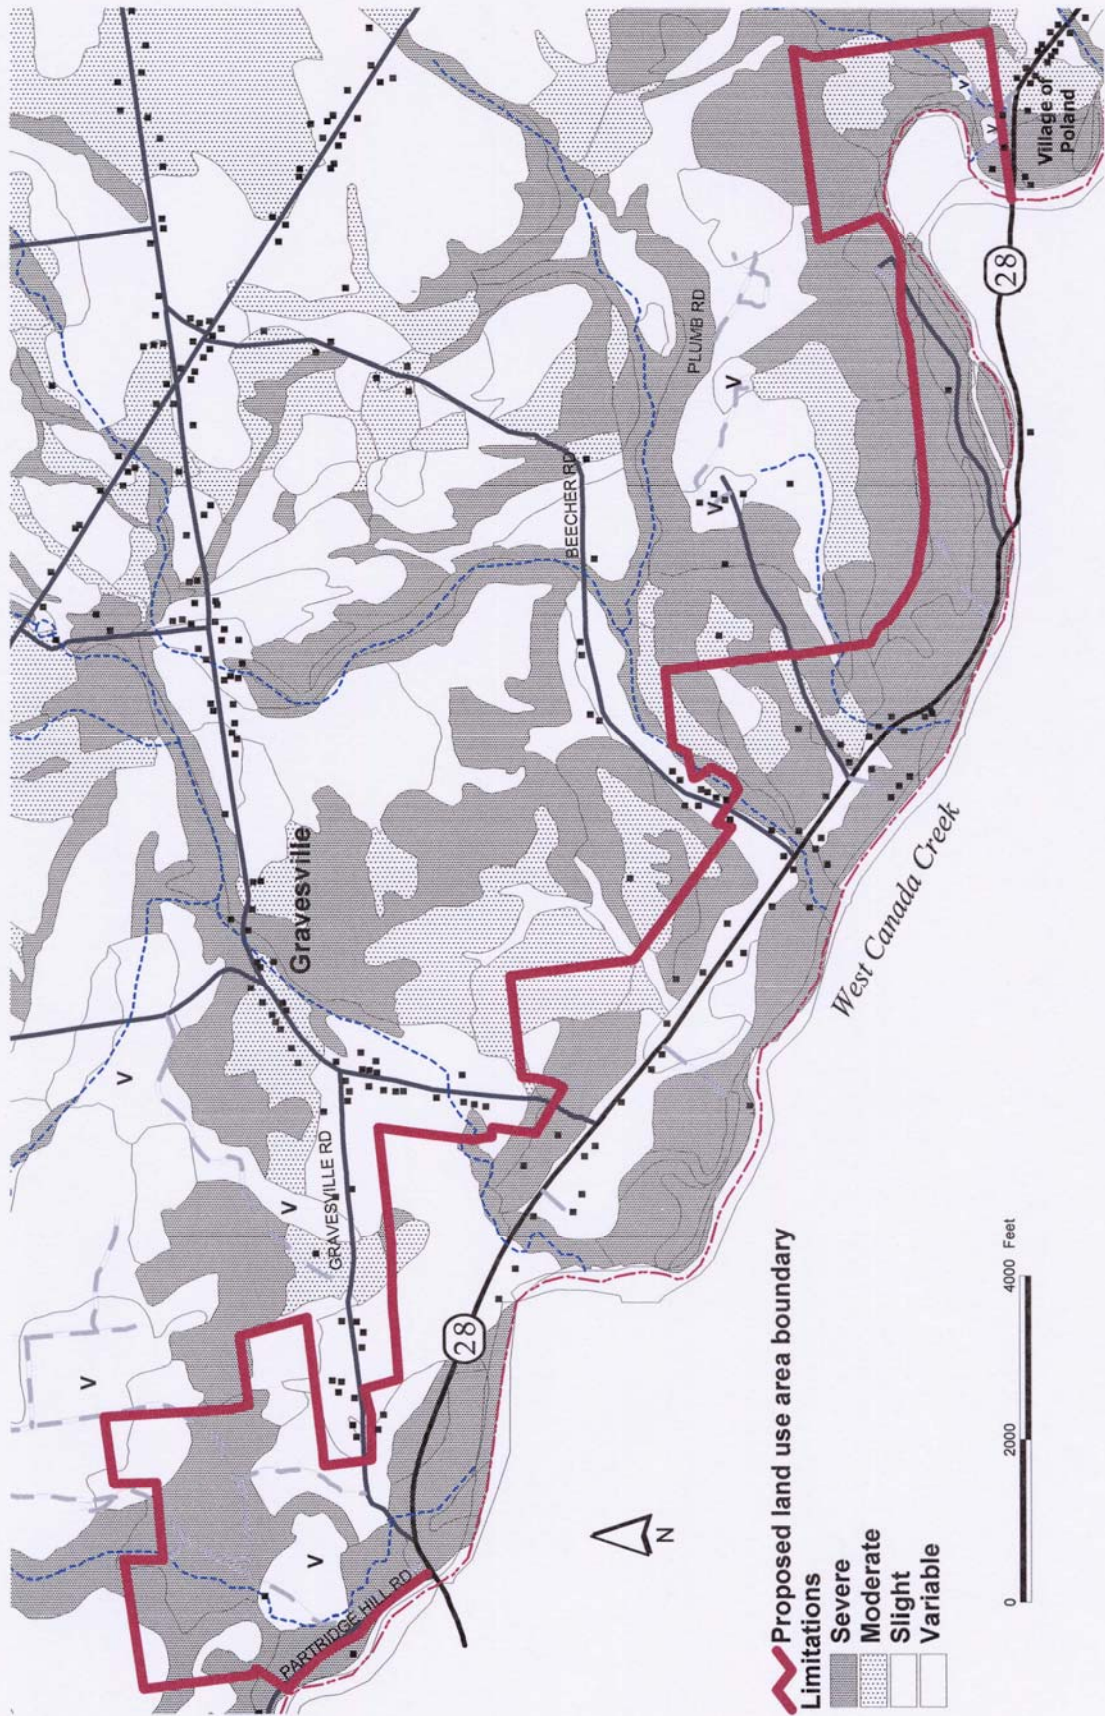 PARTRIDGE HILL RD
28
GRAVESVILLE RD
Gravesville
BEECHER RD
PLUMB RD
28
Village of
Poland
West Canada Creek
V
V
V
V
V
V
V
V
N
Proposed land use area boundary
Limitations
Severe
Moderate
Slight
Variable
0 2000 4000 Feet